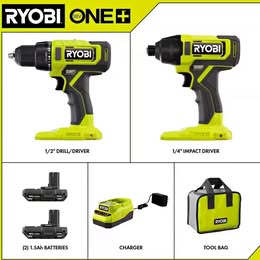 RYOBI 18V ONE+
RYOBI
RYOBI
1/2" DRILL/DRIVER
1/4" IMPACT DRIVER
RYOBI
(2) 1.5Ah BATTERIES
CHARGER
TOOL BAG